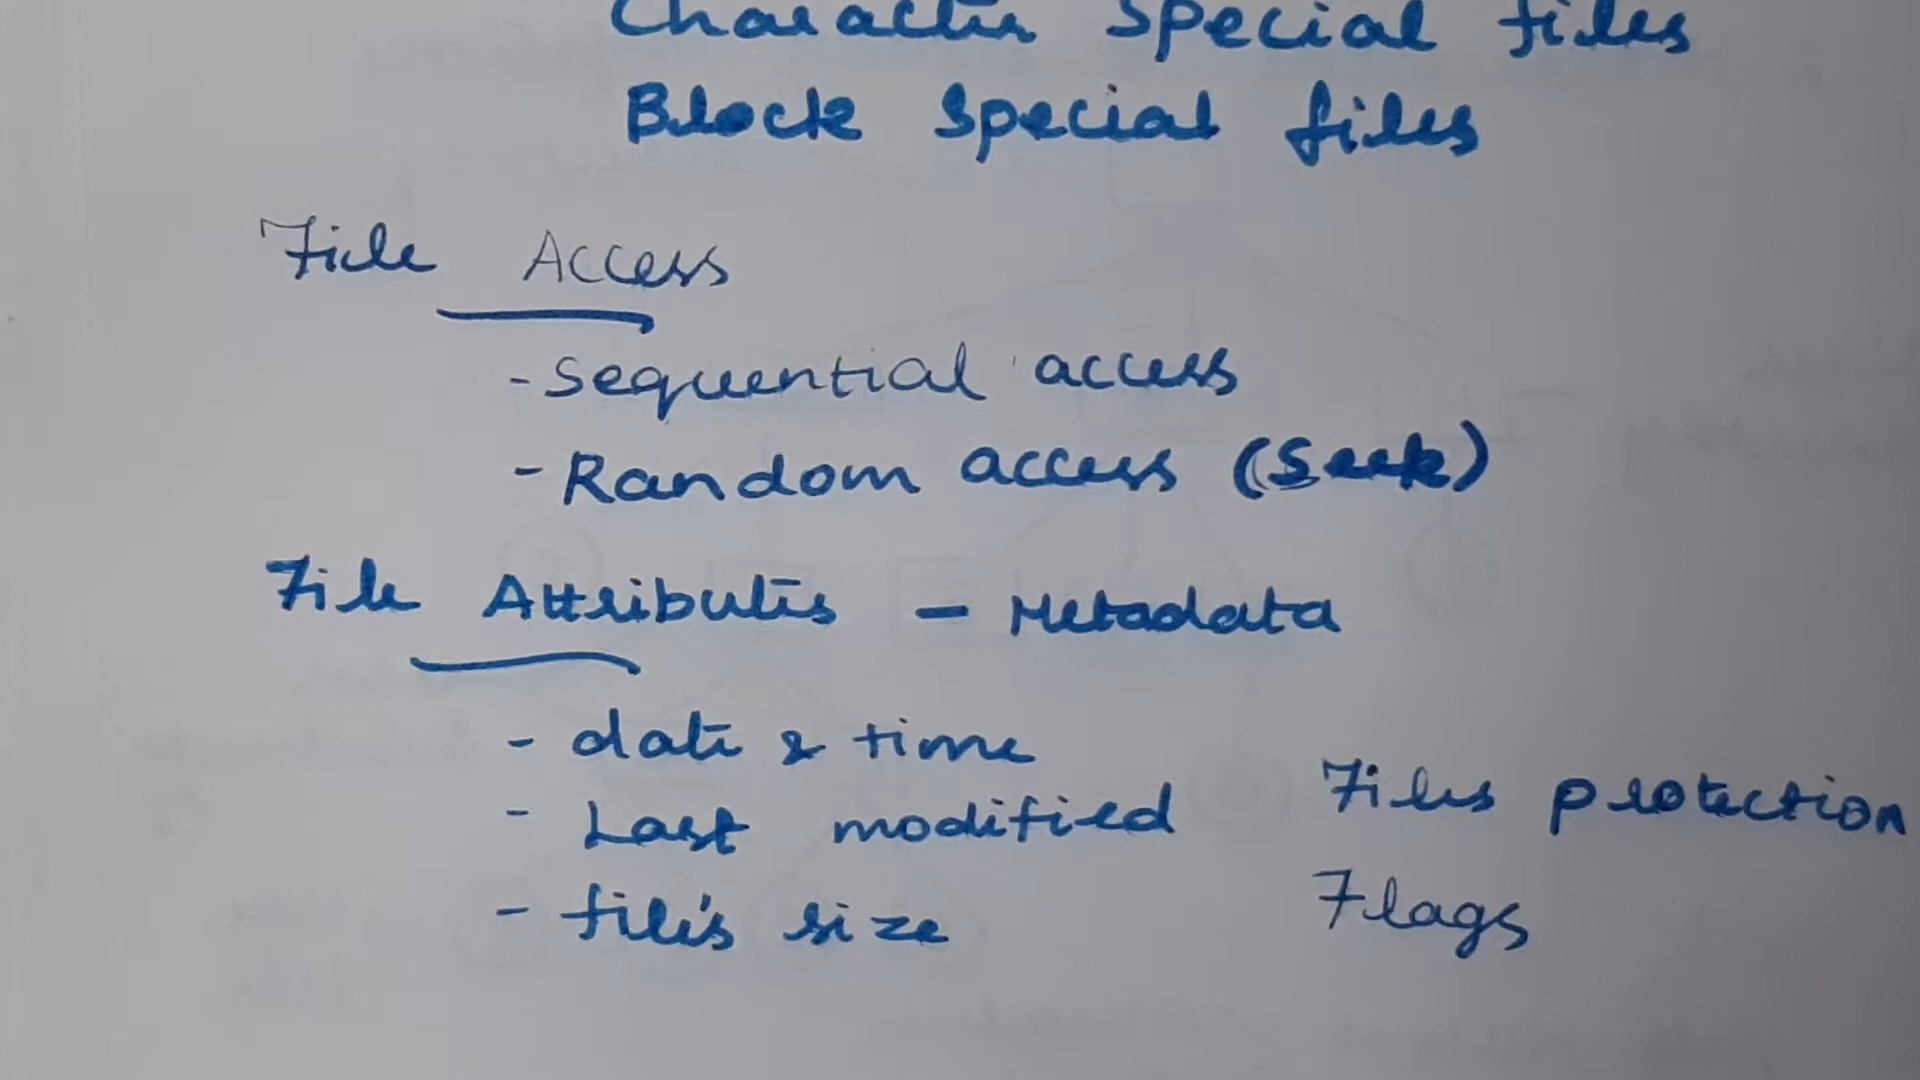 Character Special files
Block Special files
File Access
- Sequential access
- Random access (Seek)
File Attributes - Metadata
- date & time
- Last modified
- file's size
Files protection
Flags